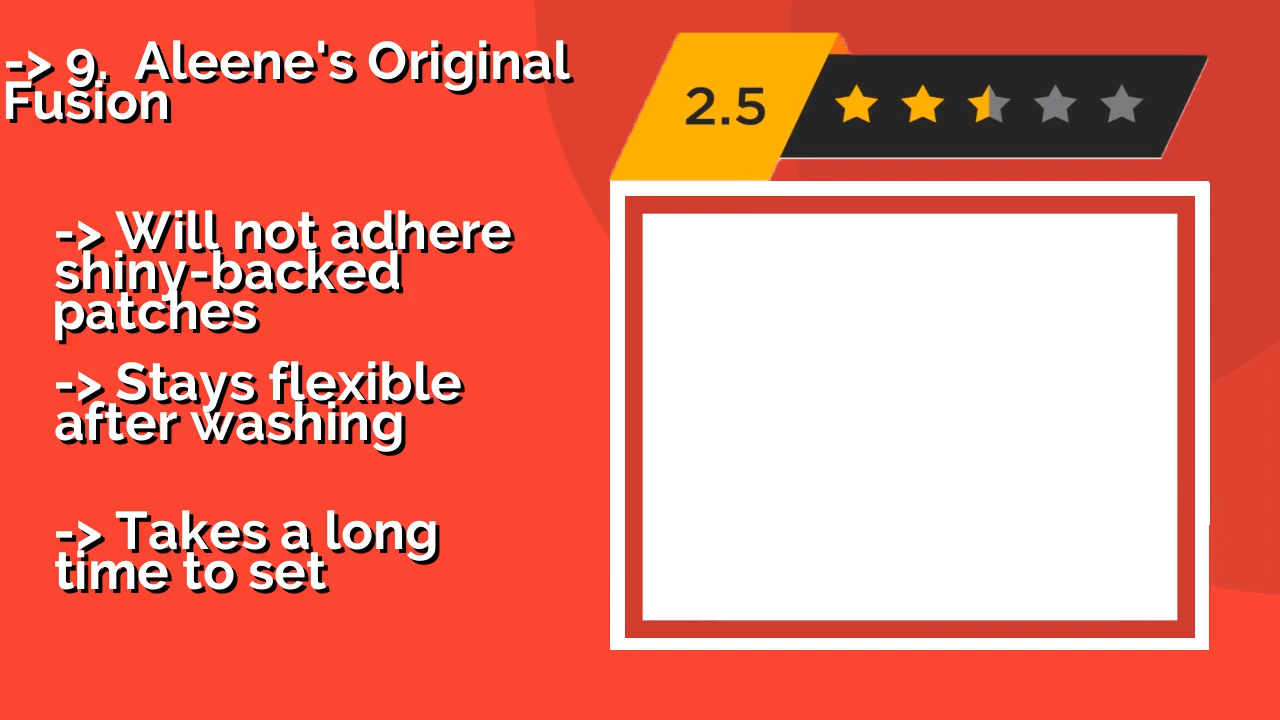 -> 9.  Aleene's Original
Fusion
2.5
-> Will not adhere
shiny-backed
patches
-> Stays flexible
after washing
-> Takes a long
time to set